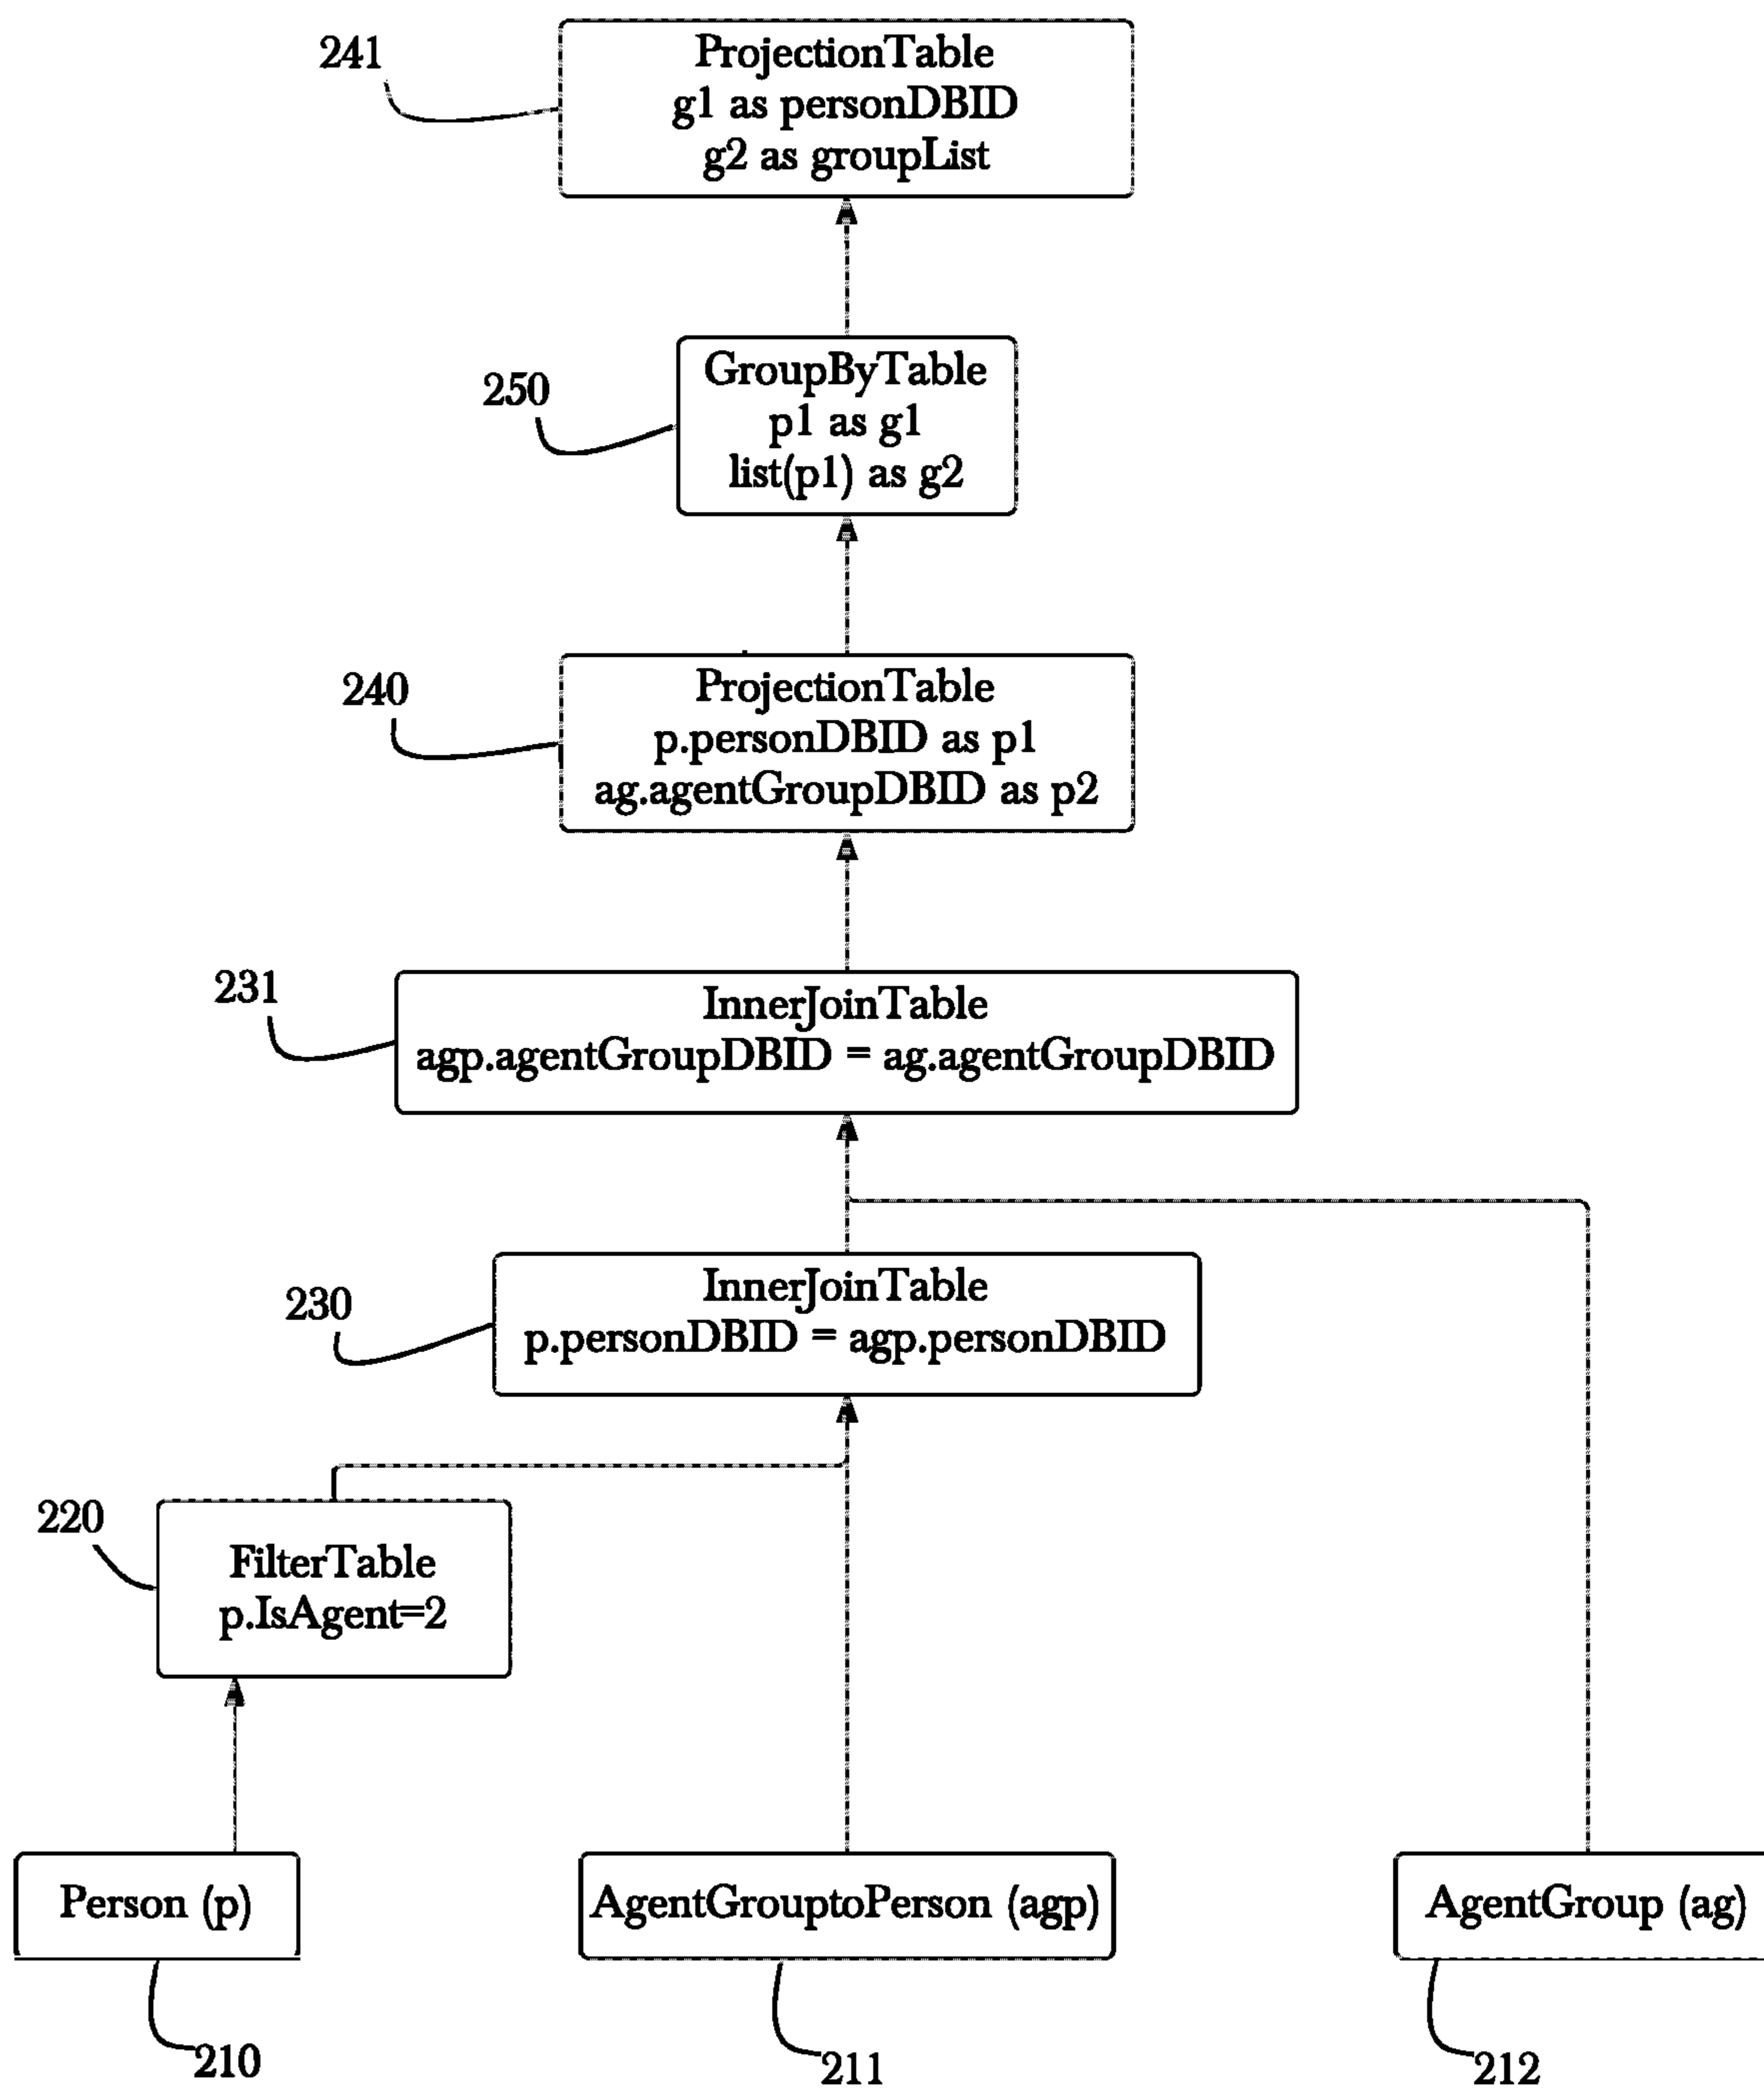 241
ProjectionTable
g1 as personDBID
g2 as groupList
250
GroupByTable
p1 as g1
list(p1) as g2
240
ProjectionTable
p.personDBID as p1
ag.agentGroupDBID as p2
231
InnerJoinTable
agp.agentGroupDBID = ag.agentGroupDBID
230
InnerJoinTable
p.personDBID = agp.personDBID
220
FilterTable
p.IsAgent=2
Person (p)
AgentGrouptoPerson (agp)
AgentGroup (ag)
210
211
212